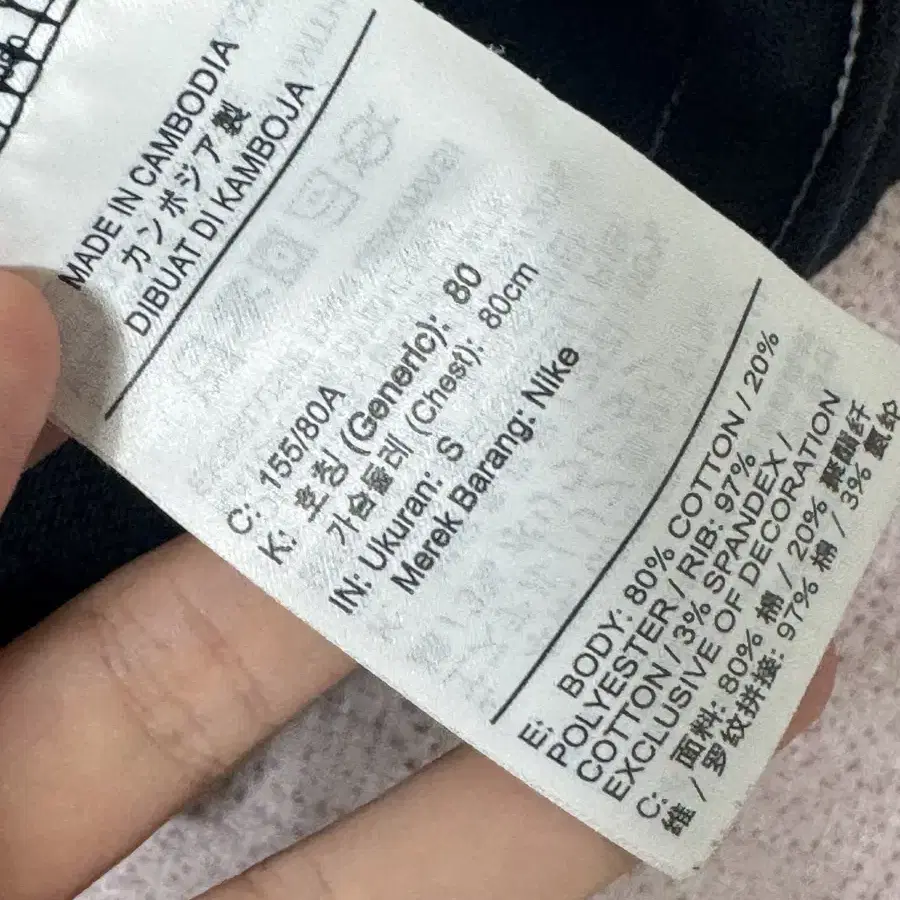 MADE IN CAMBODIA
カンボジア製
DIBUAT DI KAMBOJA
C: 155/80A
K: 호칭 (Generic): 80
가슴둘레 (Chest): 80cm
IN: Ukuran: S
Merek Barang: Nike
E: BODY: 80% COTTON / 20%
POLYESTER / RIB: 97%
COTTON / 3% SPANDEX /
EXCLUSIVE OF DECORATION
C: 面料: 80% 棉 / 20% 聚酯纤
維 / 罗纹拼接: 97% 棉 / 3% 氨纶